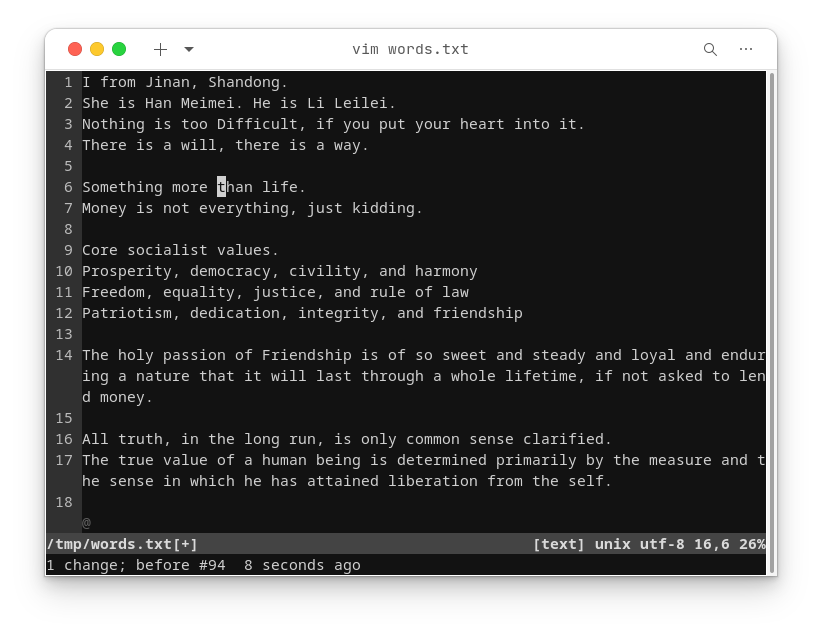 vim words.txt
1 I from Jinan, Shandong.
2 She is Han Meimei. He is Li Leilei.
3 Nothing is too Difficult, if you put your heart into it.
4 There is a will, there is a way.
5
6 Something more than life.
7 Money is not everything, just kidding.
8
9 Core socialist values.
10 Prosperity, democracy, civility, and harmony
11 Freedom, equality, justice, and rule of law
12 Patriotism, dedication, integrity, and friendship
13
14 The holy passion of Friendship is of so sweet and steady and loyal and endur
ing a nature that it will last through a whole lifetime, if not asked to len
d money.
15
16 All truth, in the long run, is only common sense clarified.
17 The true value of a human being is determined primarily by the measure and t
he sense in which he has attained liberation from the self.
18
@
/tmp/words.txt[+] [text] unix utf-8 16,6 26%
1 change; before #94  8 seconds ago